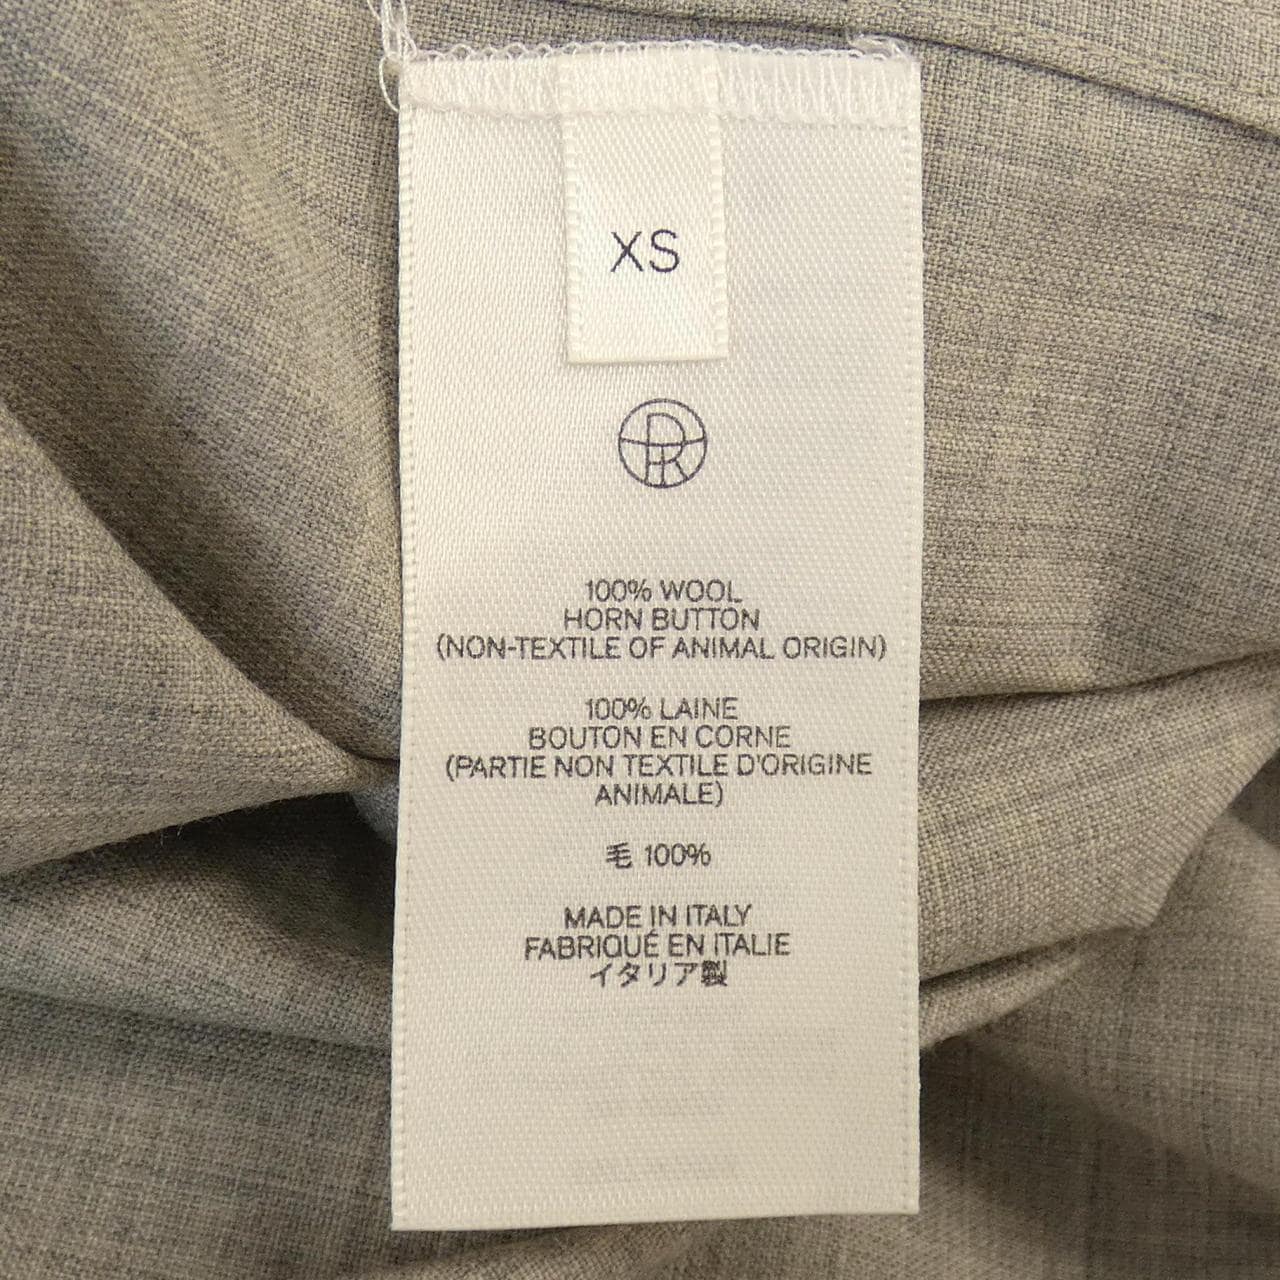 XS
100% WOOL
HORN BUTTON
(NON-TEXTILE OF ANIMAL ORIGIN)
100% LAINE
BOUTON EN CORNE
(PARTIE NON TEXTILE D'ORIGINE
ANIMALE)
毛 100%
MADE IN ITALY
FABRIQUÉ EN ITALIE
イタリア製